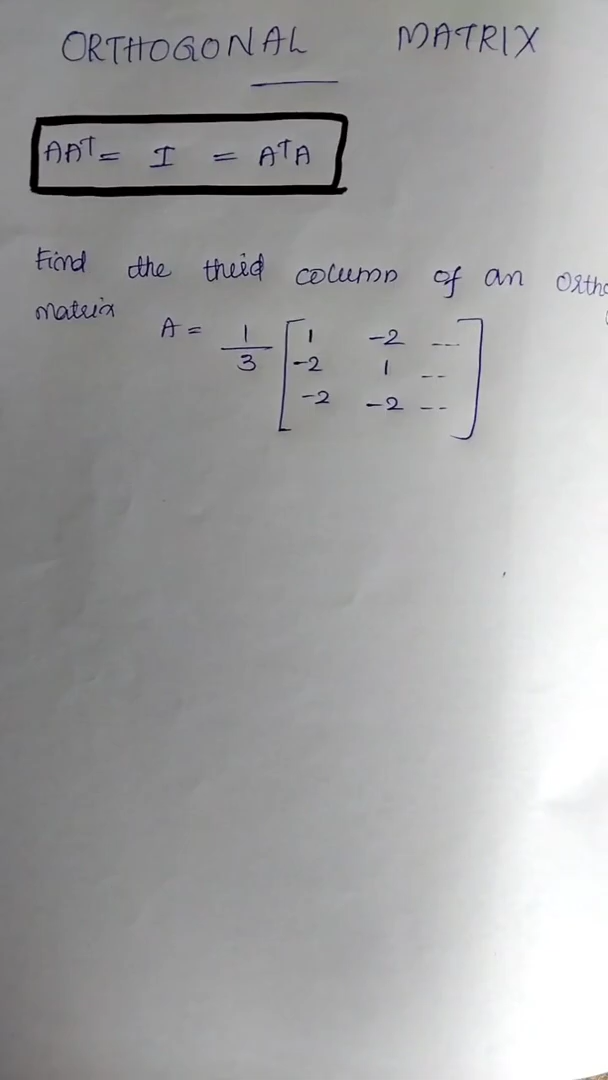 ORTHOGONAL MATRIX
AAᵀ = I = AᵀA
Find the third column of an Ortho
matrix
A = 1/3 [ 1 -2 ---
-2 1 --
-2 -2 -- ]